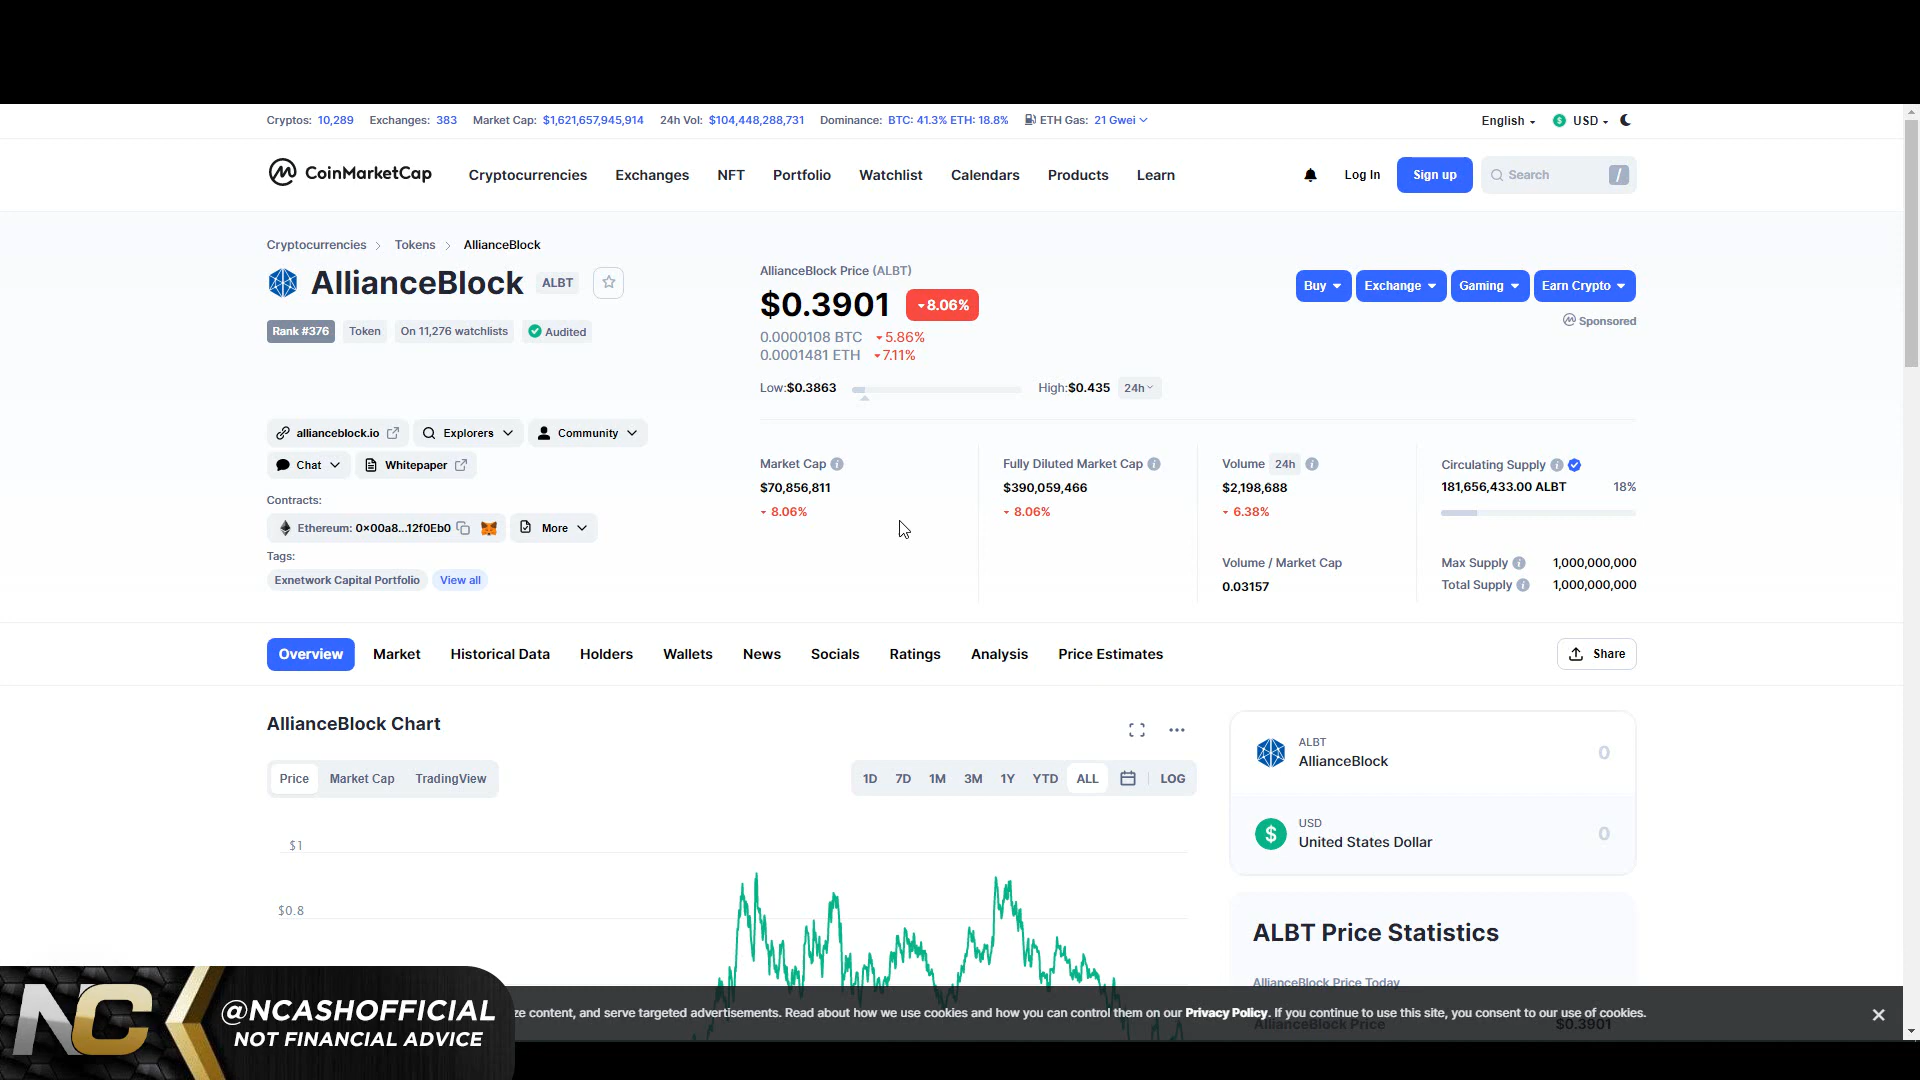 Cryptos: 10,289 Exchanges: 383 Market Cap: $1,621,657,945,914 24h Vol: $104,448,288,731 Dominance: BTC: 41.3% ETH: 18.8% ETH Gas: 21 Gwei English USD
CoinMarketCap Cryptocurrencies Exchanges NFT Portfolio Watchlist Calendars Products Learn Log In Sign up Search /
Cryptocurrencies > Tokens > AllianceBlock
AllianceBlock ALBT
Rank #376 Token On 11,276 watchlists Audited
AllianceBlock Price (ALBT)
$0.3901 8.06%
0.0000108 BTC 5.86%
0.0001481 ETH 7.11%
Low:$0.3863 High:$0.435 24h
Buy Exchange Gaming Earn Crypto
Sponsored
allianceblock.io Explorers Community
Chat Whitepaper
Contracts:
Ethereum: 0x00a8...12f0Eb0 More
Tags:
Exnetwork Capital Portfolio View all
Market Cap
$70,856,811
8.06%
Fully Diluted Market Cap
$390,059,466
8.06%
Volume 24h
$2,198,688
6.38%
Volume / Market Cap
0.03157
Circulating Supply
181,656,433.00 ALBT 18%
Max Supply 1,000,000,000
Total Supply 1,000,000,000
Overview Market Historical Data Holders Wallets News Socials Ratings Analysis Price Estimates Share
AllianceBlock Chart
Price Market Cap TradingView 1D 7D 1M 3M 1Y YTD ALL LOG
$1
$0.8
ALBT
AllianceBlock 0
USD
United States Dollar 0
ALBT Price Statistics
AllianceBlock Price Today
AllianceBlock Price $0.3901
ze content, and serve targeted advertisements. Read about how we use cookies and how you can control them on our Privacy Policy. If you continue to use this site, you consent to our use of cookies.
NC @NCASHOFFICIAL
NOT FINANCIAL ADVICE